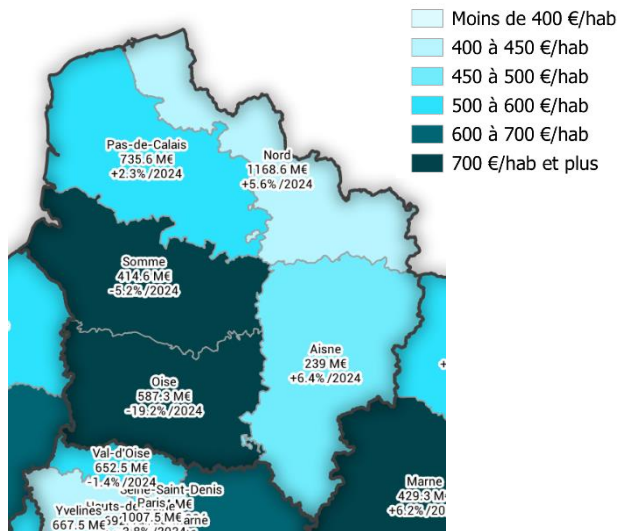 Moins de 400 €/hab
400 à 450 €/hab
450 à 500 €/hab
500 à 600 €/hab
600 à 700 €/hab
700 €/hab et plus
Pas-de-Calais
735.6 M€
+2.3% /2024
Nord
1168.6 M€
+5.6% /2024
Somme
414.6 M€
-5.2% /2024
Aisne
239 M€
+6.4% /2024
Oise
587.3 M€
-19.2% /2024
Val-d'Oise
652.5 M€
-1.4% /2024
Seine-Saint-Denis
Yvelines
667.5 M€
Paris
1007.5 M€
Marne
429.3 M€
+6.2%